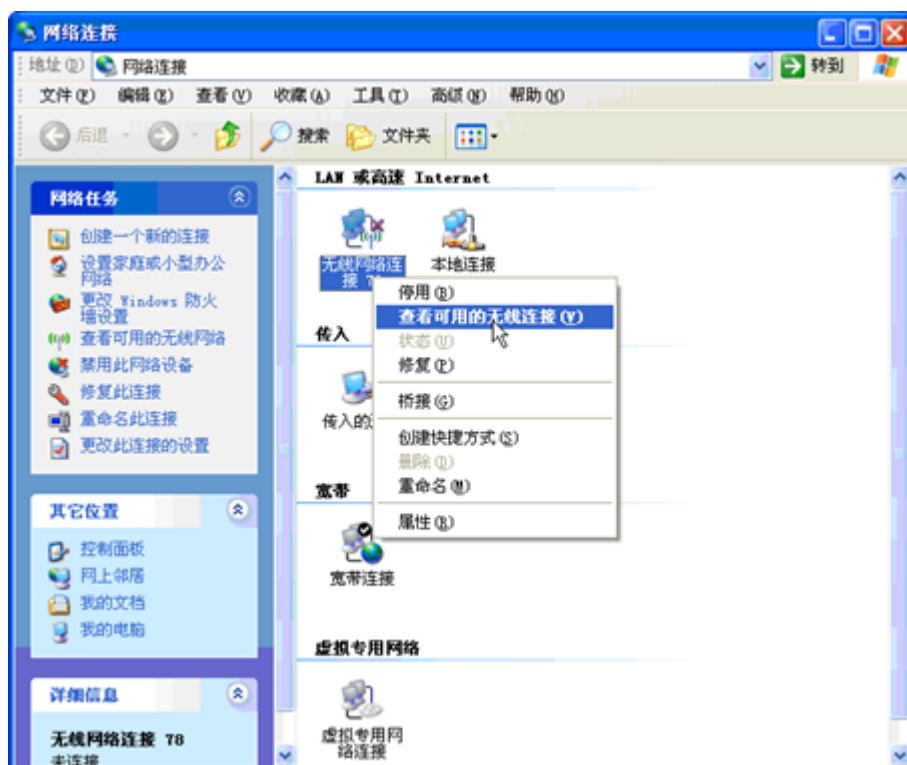 网络连接
地址(D) 网络连接 转到
文件(F) 编辑(E) 查看(V) 收藏(A) 工具(T) 高级(N) 帮助(H)
后退 搜索 文件夹
网络任务
创建一个新的连接
设置家庭或小型办公
网络
更改 Windows 防火
墙设置
查看可用的无线网络
禁用此网络设备
修复此连接
重命名此连接
更改此连接的设置
其它位置
控制面板
网上邻居
我的文档
我的电脑
详细信息
无线网络连接 78
未连接
LAN 或高速 Internet
无线网络连
接 7
本地连接
停用(B)
查看可用的无线连接(V)
状态(U)
修复(P)
桥接(G)
创建快捷方式(S)
删除(D)
重命名(M)
属性(R)
传入
传入的
宽带
宽带连接
虚拟专用网络
虚拟专用网
络连接